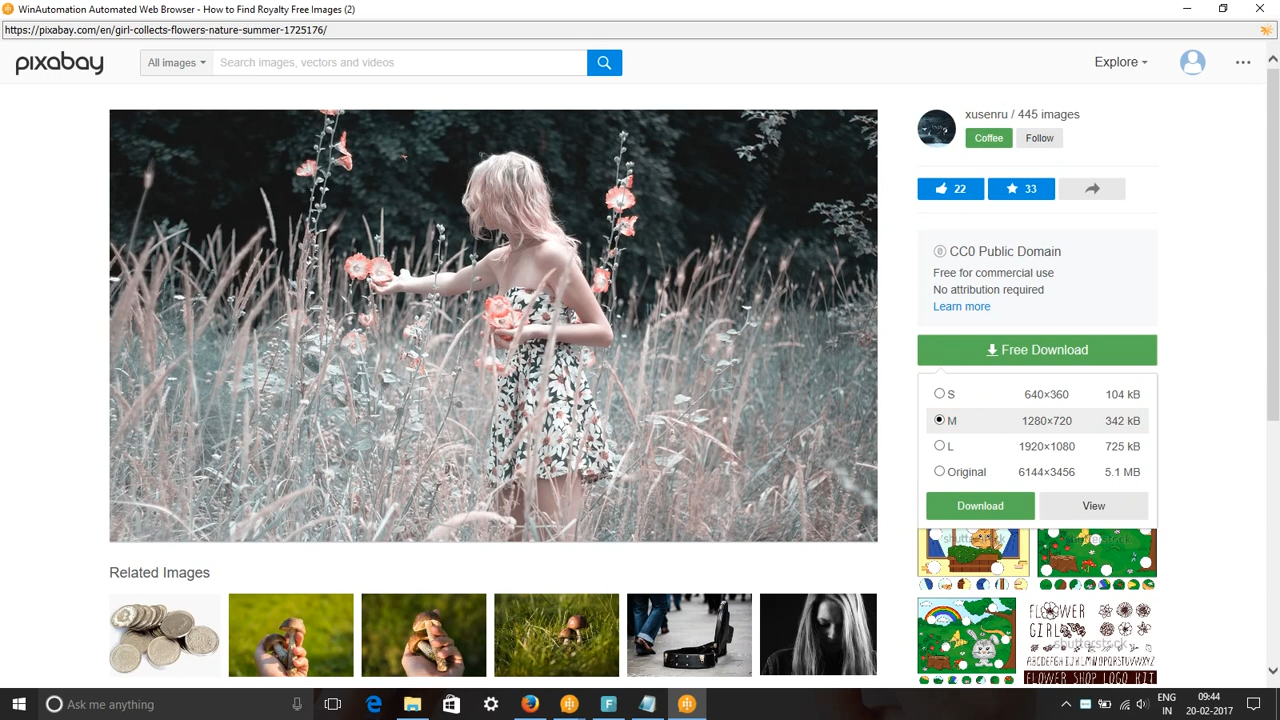 WinAutomation Automated Web Browser - How to Find Royalty Free Images (2)
https://pixabay.com/en/girl-collects-flowers-nature-summer-1725176/
pixabay
All images
Search images, vectors and videos
Explore
xusenru / 445 images
Coffee
Follow
22
33
CC0 Public Domain
Free for commercial use
No attribution required
Learn more
Free Download
S 640×360 104 kB
M 1280×720 342 kB
L 1920×1080 725 kB
Original 6144×3456 5.1 MB
Download
View
shutterstock
shutterstock
Related Images
FLOWER
GIRL
shutterstock
ABCDEFGHIJKLMNOPQRSTUVWXYZ
FLOWER SHOP LOGO KIT
Ask me anything
ENG
IN
09:44
20-02-2017